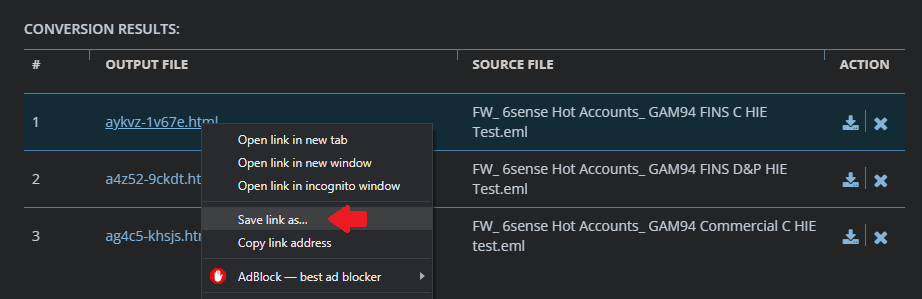 CONVERSION RESULTS:
# OUTPUT FILE SOURCE FILE ACTION
1 aykvz-1v67e.html FW_ 6sense Hot Accounts_ GAM94 FINS C HIE
Test.eml
Open link in new tab
Open link in new window
2 a4z52-9ckdt.ht FW_ 6sense Hot Accounts_ GAM94 FINS D&P HIE
Test.eml
Open link in incognito window
Save link as...
3 ag4c5-khsjs.htr FW_ 6sense Hot Accounts_ GAM94 Commercial C HIE
test.eml
Copy link address
AdBlock — best ad blocker